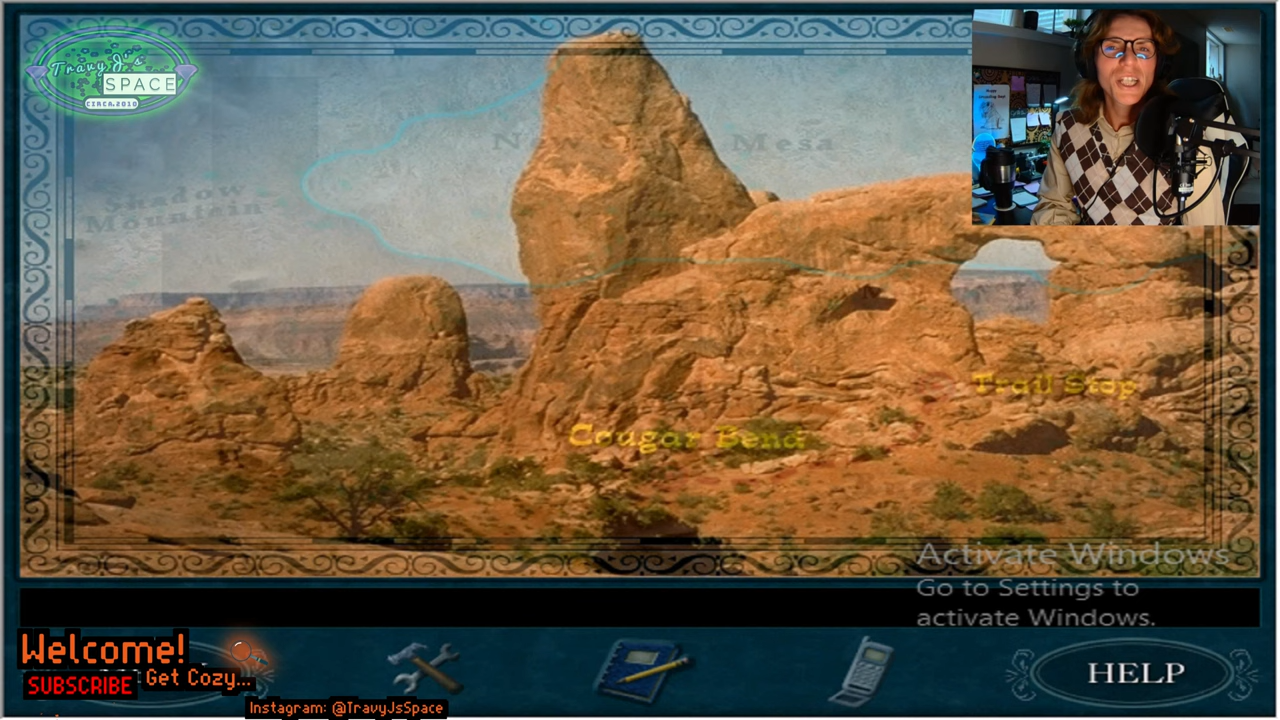 Travy J's
SPACE
CIRCA.2010
Mesa
Shadow
Mountain
Trail Stop
Cougar Bend
Activate Windows
Go to Settings to
activate Windows.
Welcome!
Get Cozy...
SUBSCRIBE
HELP
Instagram: @TravyJsSpace